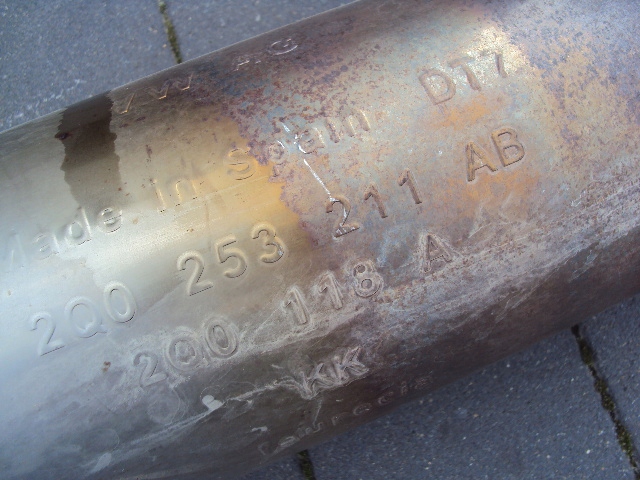 VW AG
Made in Spain DT7
2Q0 253 211 AB
2Q0 118 A
KK